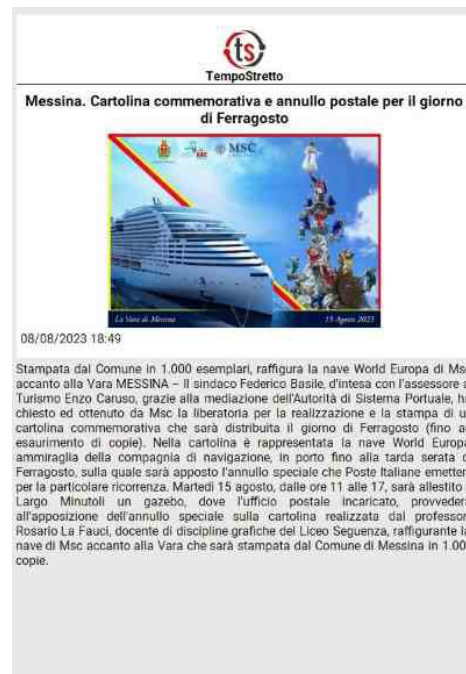 ts
TempoStretto
Messina. Cartolina commemorativa e annullo postale per il giorno
di Ferragosto
MSC
La Vara di Messina
15 Agosto 2023
08/08/2023 18:49
Stampata dal Comune in 1.000 esemplari, raffigura la nave World Europa di Msc
accanto alla Vara MESSINA – Il sindaco Federico Basile, d'intesa con l'assessore a
Turismo Enzo Caruso, grazie alla mediazione dell'Autorità di Sistema Portuale, h
chiesto ed ottenuto da Msc la liberatoria per la realizzazione e la stampa di u
cartolina commemorativa che sarà distribuita il giorno di Ferragosto (fino a
esaurimento di copie). Nella cartolina è rappresentata la nave World Europa
ammiraglia della compagnia di navigazione, in porto fino alla tarda serata d
Ferragosto, sulla quale sarà apposto l'annullo speciale che Poste Italiane emetter
per la particolare ricorrenza. Martedì 15 agosto, dalle ore 11 alle 17, sarà allestito
Largo Minutoli un gazebo, dove l'ufficio postale incaricato, provveder
all'apposizione dell'annullo speciale sulla cartolina realizzata dal professor
Rosario La Fauci, docente di discipline grafiche del Liceo Seguenza, raffigurante la
nave di Msc accanto alla Vara che sarà stampata dal Comune di Messina in 1.00
copie.